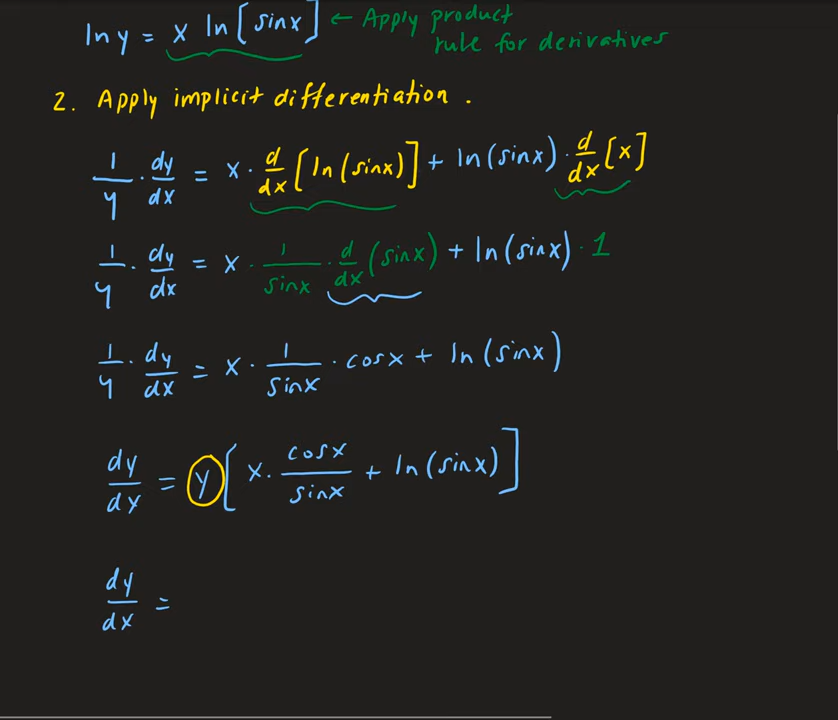 ln y = x ln[sinx] ← Apply product
rule for derivatives
2. Apply implicit differentiation.
1/y · dy/dx = x · d/dx [ln(sinx)] + ln(sinx) · d/dx [x]
1/y · dy/dx = x · 1/sinx · d/dx (sinx) + ln(sinx) · 1
1/y · dy/dx = x · 1/sinx · cosx + ln(sinx)
dy/dx = y [x · cosx/sinx + ln(sinx)]
dy/dx =